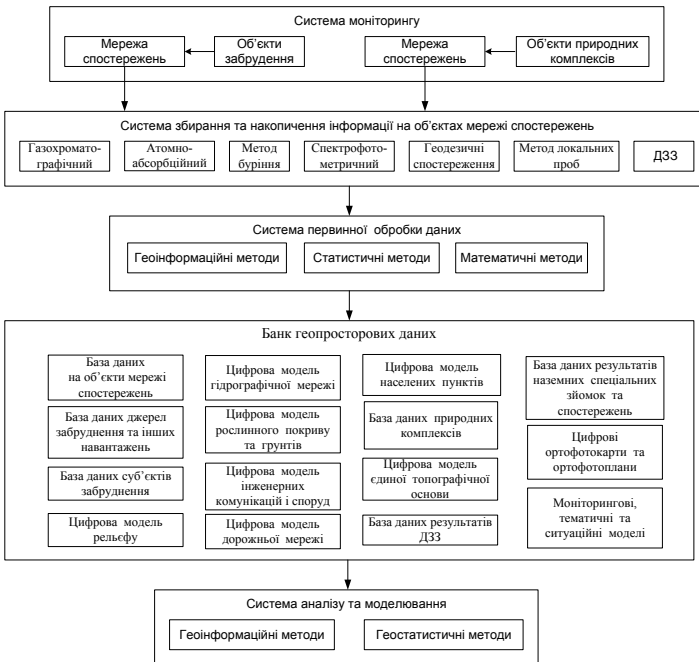 Система моніторингу
Мережа
спостережень
Об'єкти
забрудення
Мережа
спостережень
Об'єкти природних
комплексів
Система збирання та накопичення інформації на об'єктах мережі спостережень
Газохромато-
графічний
Атомно-
абсорбційний
Метод
буріння
Спектрофото-
метричний
Геодезичні
спостереження
Метод локальних
проб
ДЗЗ
Система первинної обробки даних
Геоінформаційні методи
Статистичні методи
Математичні методи
Банк геопросторових даних
База даних
на об'єкти мережі
спостережень
База даних джерел
забруднення та інших
навантажень
База даних суб'єктів
забруднення
Цифрова модель
рельєфу
Цифрова модель
гідрографічної мережі
Цифрова модель
рослинного покриву
та грунтів
Цифрова модель
інженерних
комунікацій і споруд
Цифрова модель
дорожньої мережі
Цифрова модель
населених пунктів
База даних природних
комплексів
Цифрова модель
єдиної топографічної
основи
База даних результатів
ДЗЗ
База даних результатів
наземних спеціальних
зйомок та
спостережень
Цифрові
ортофотокарти та
ортофотоплани
Моніторингові,
тематичні та
ситуаційні моделі
Система аналізу та моделювання
Геоінформаційні методи
Геостатистичні методи